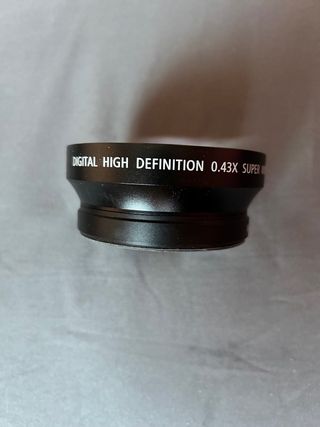 DIGITAL HIGH DEFINITION 0.43X SUPER